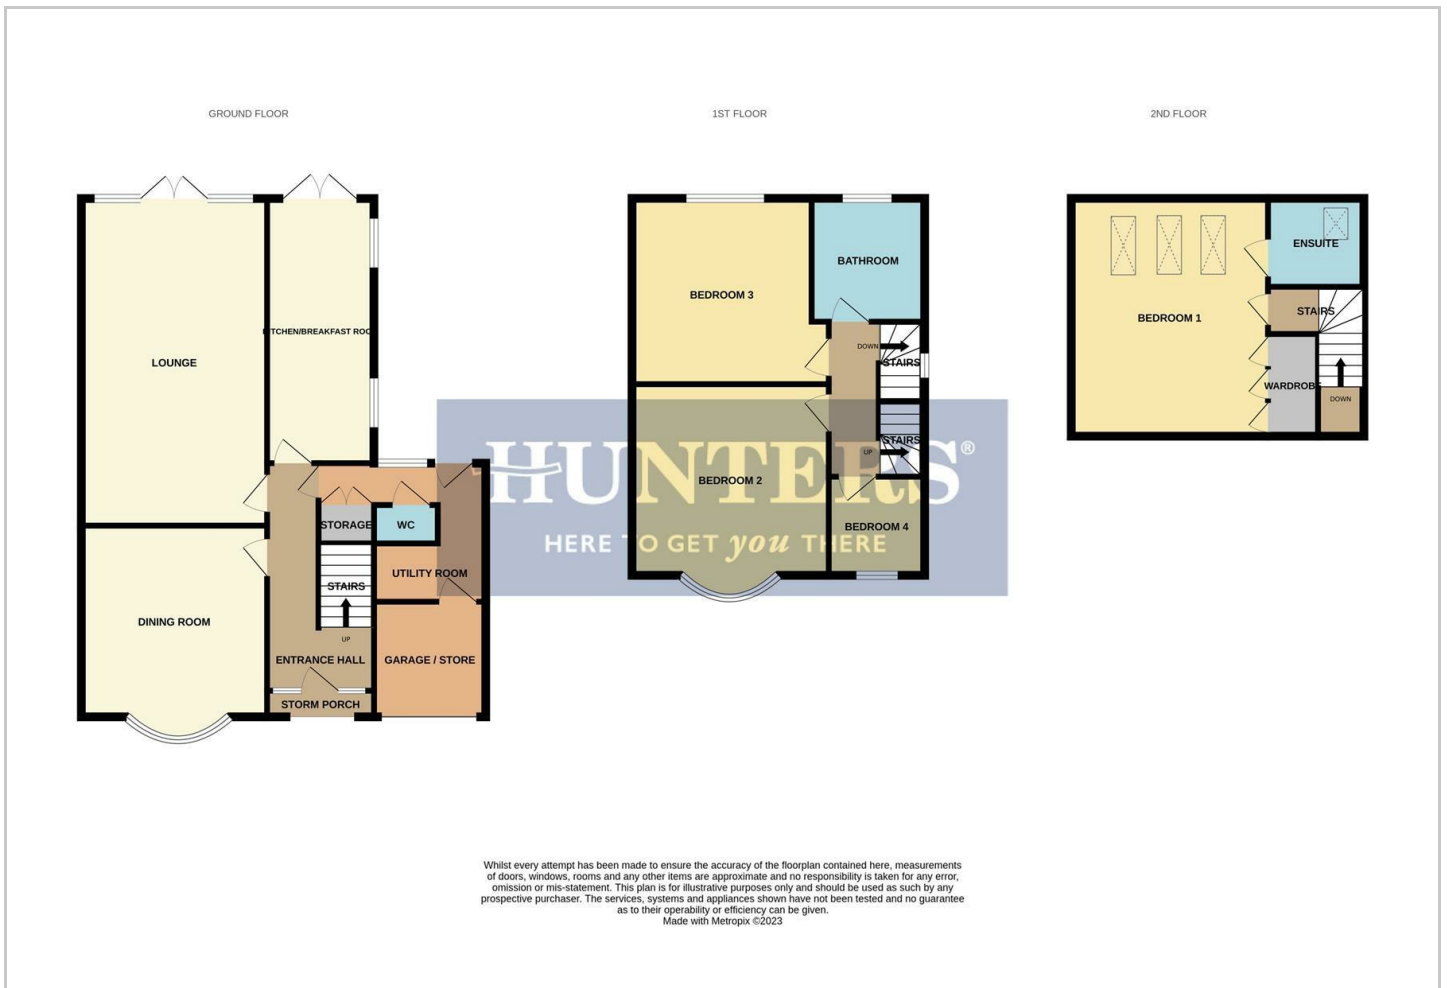 GROUND FLOOR
1ST FLOOR
2ND FLOOR
LOUNGE
KITCHEN/BREAKFAST ROOM
STORAGE
WC
STAIRS
UTILITY ROOM
DINING ROOM
UP
ENTRANCE HALL
GARAGE / STORE
STORM PORCH
BATHROOM
BEDROOM 3
DOWN
STAIRS
STAIRS
UP
BEDROOM 2
BEDROOM 4
ENSUITE
STAIRS
BEDROOM 1
WARDROBE
DOWN
HUNTERS®
HERE TO GET you THERE
Whilst every attempt has been made to ensure the accuracy of the floorplan contained here, measurements
of doors, windows, rooms and any other items are approximate and no responsibility is taken for any error,
omission or mis-statement. This plan is for illustrative purposes only and should be used as such by any
prospective purchaser. The services, systems and appliances shown have not been tested and no guarantee
as to their operability or efficiency can be given.
Made with Metropix ©2023